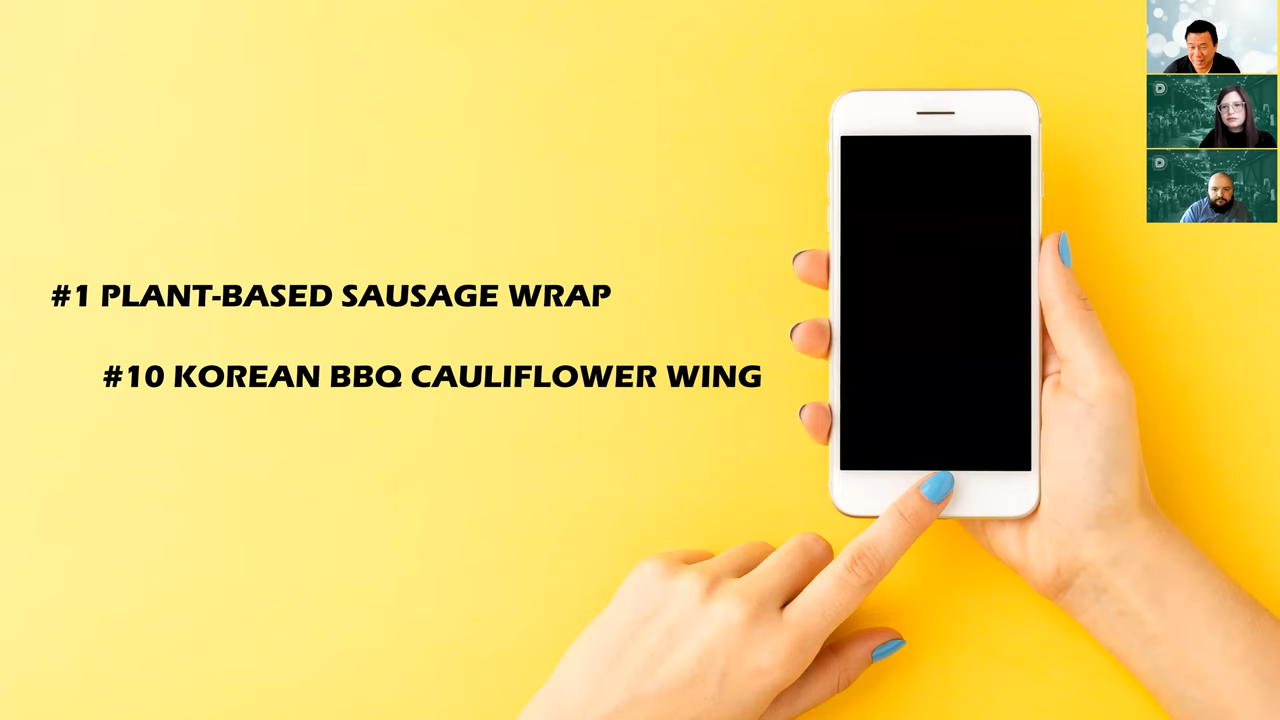 #1 PLANT-BASED SAUSAGE WRAP
#10 KOREAN BBQ CAULIFLOWER WING